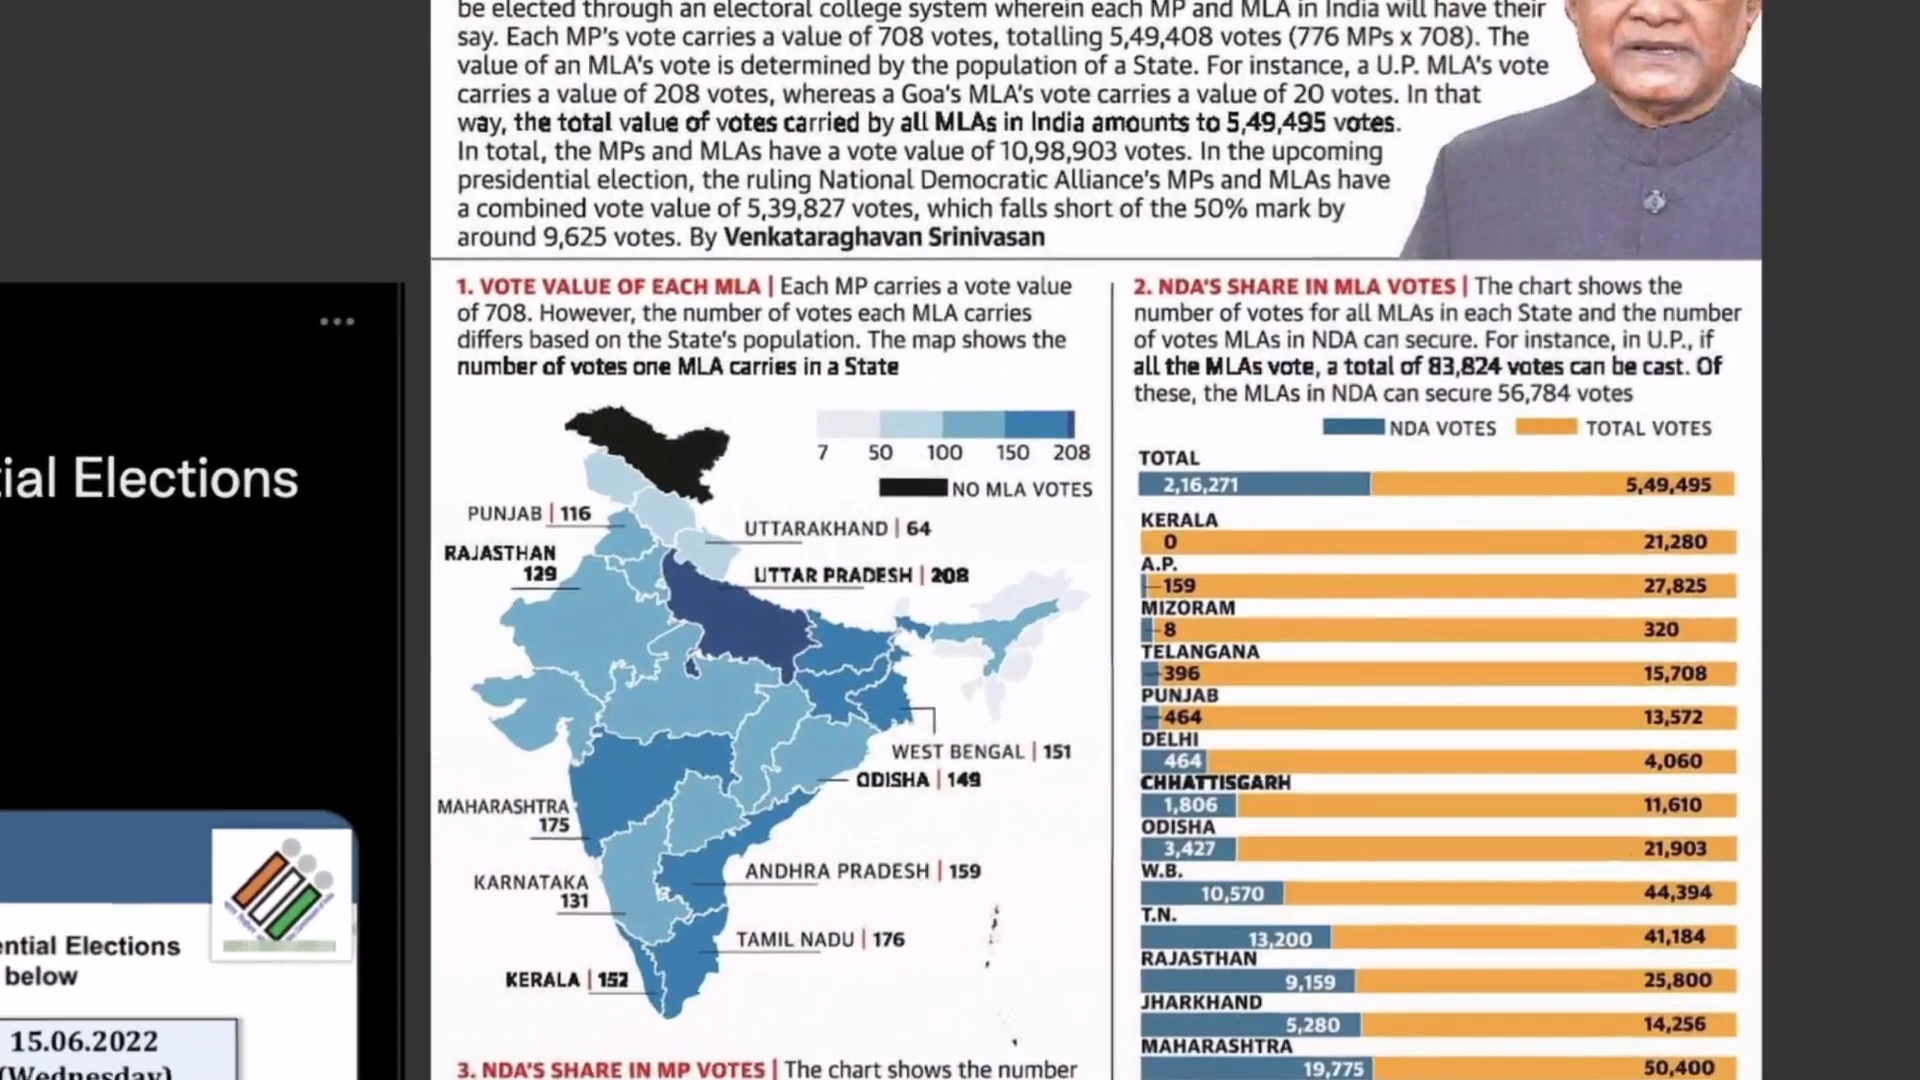 be elected through an electoral college system wherein each MP and MLA in India will have their
say. Each MP's vote carries a value of 708 votes, totalling 5,49,408 votes (776 MPs x 708). The
value of an MLA's vote is determined by the population of a State. For instance, a U.P. MLA's vote
carries a value of 208 votes, whereas a Goa's MLA's vote carries a value of 20 votes. In that
way, the total value of votes carried by all MLAs in India amounts to 5,49,495 votes.
In total, the MPs and MLAs have a vote value of 10,98,903 votes. In the upcoming
presidential election, the ruling National Democratic Alliance's MPs and MLAs have
a combined vote value of 5,39,827 votes, which falls short of the 50% mark by
around 9,625 votes. By Venkataraghavan Srinivasan
...
tial Elections
ential Elections
below
15.06.2022
(Wednesday)
1. VOTE VALUE OF EACH MLA | Each MP carries a vote value
of 708. However, the number of votes each MLA carries
differs based on the State's population. The map shows the
number of votes one MLA carries in a State
7 50 100 150 208
NO MLA VOTES
PUNJAB | 116
UTTARAKHAND | 64
RAJASTHAN
129
UTTAR PRADESH | 208
WEST BENGAL | 151
ODISHA | 149
MAHARASHTRA
175
ANDHRA PRADESH | 159
KARNATAKA
131
TAMIL NADU | 176
KERALA | 152
3. NDA'S SHARE IN MP VOTES | The chart shows the number
2. NDA'S SHARE IN MLA VOTES | The chart shows the
number of votes for all MLAs in each State and the number
of votes MLAs in NDA can secure. For instance, in U.P., if
all the MLAs vote, a total of 83,824 votes can be cast. Of
these, the MLAs in NDA can secure 56,784 votes
NDA VOTES TOTAL VOTES
TOTAL
2,16,271 5,49,495
KERALA
0 21,280
A.P.
159 27,825
MIZORAM
8 320
TELANGANA
396 15,708
PUNJAB
464 13,572
DELHI
464 4,060
CHHATTISGARH
1,806 11,610
ODISHA
3,427 21,903
W.B.
10,570 44,394
T.N.
13,200 41,184
RAJASTHAN
9,159 25,800
JHARKHAND
5,280 14,256
MAHARASHTRA
19,775 50,400